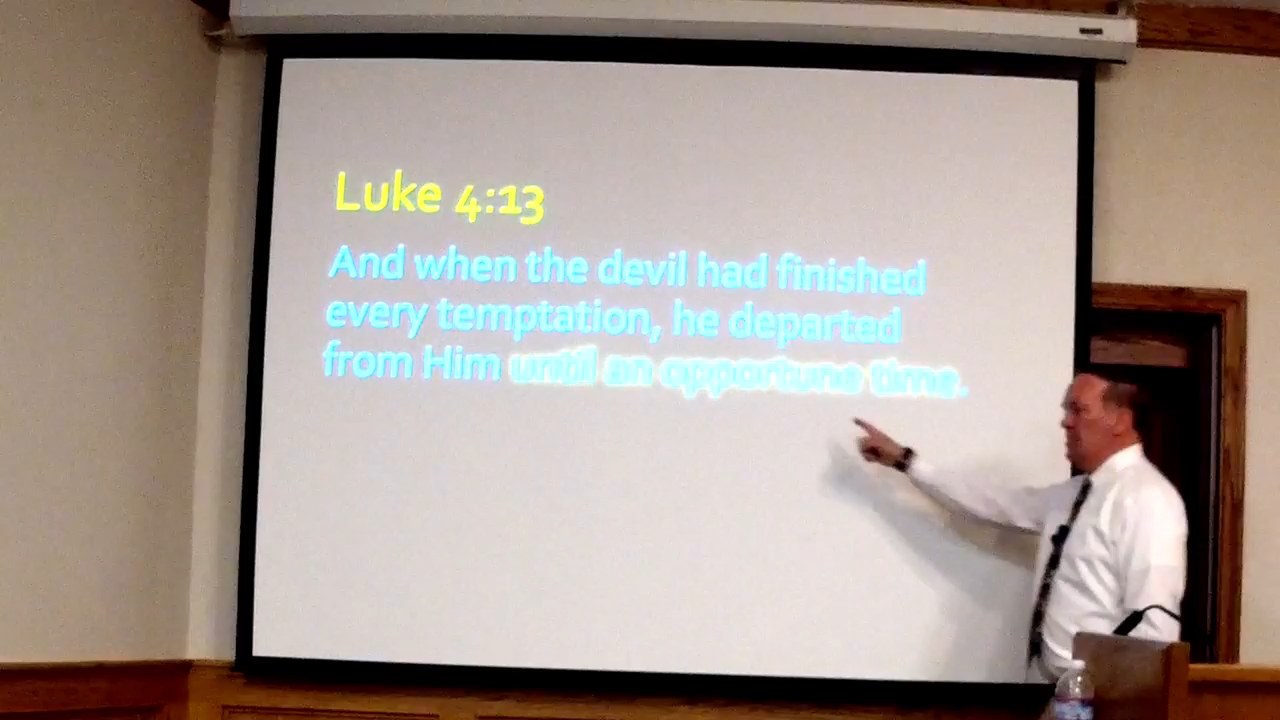 Luke 4:13
And when the devil had finished
every temptation, he departed
from Him until an opportune time.